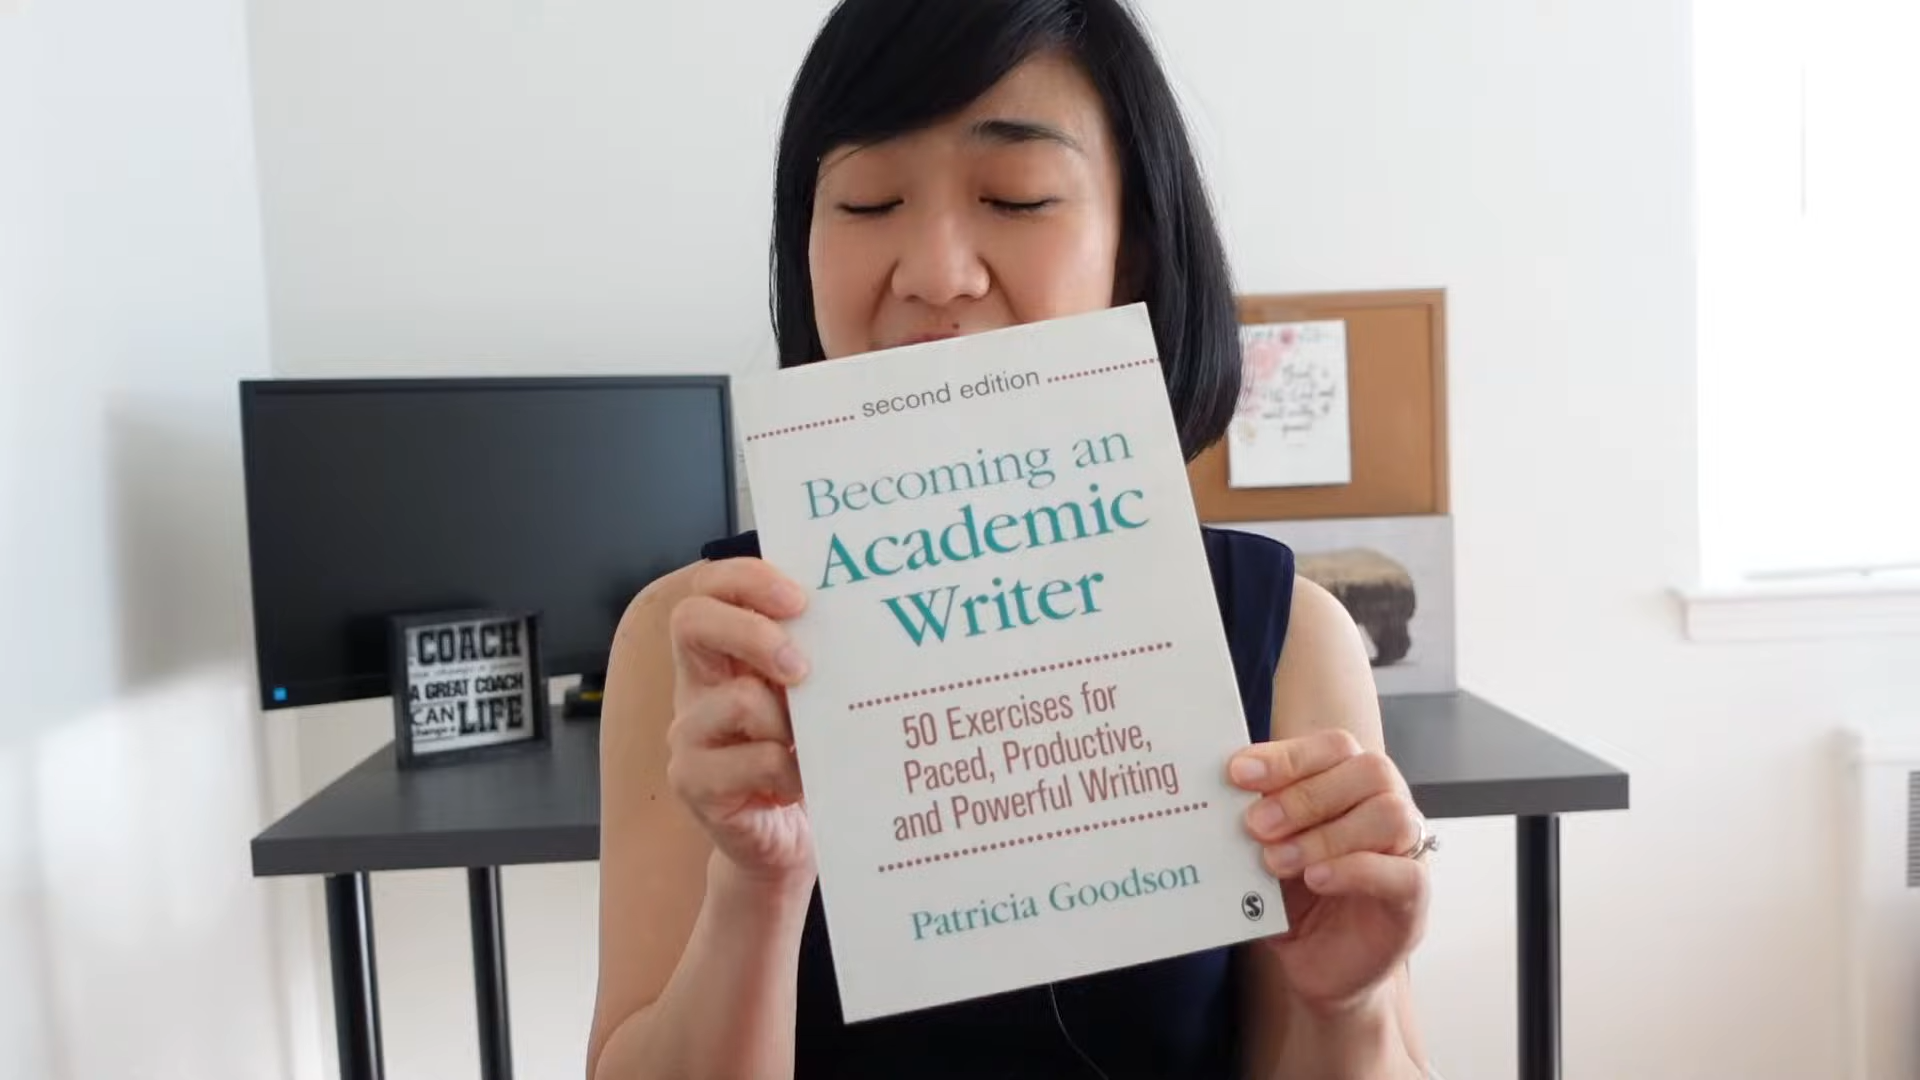 second edition
Becoming an
Academic
Writer
50 Exercises for
Paced, Productive,
and Powerful Writing
Patricia Goodson
S
COACH
A GREAT COACH
CAN
change a
LIFE